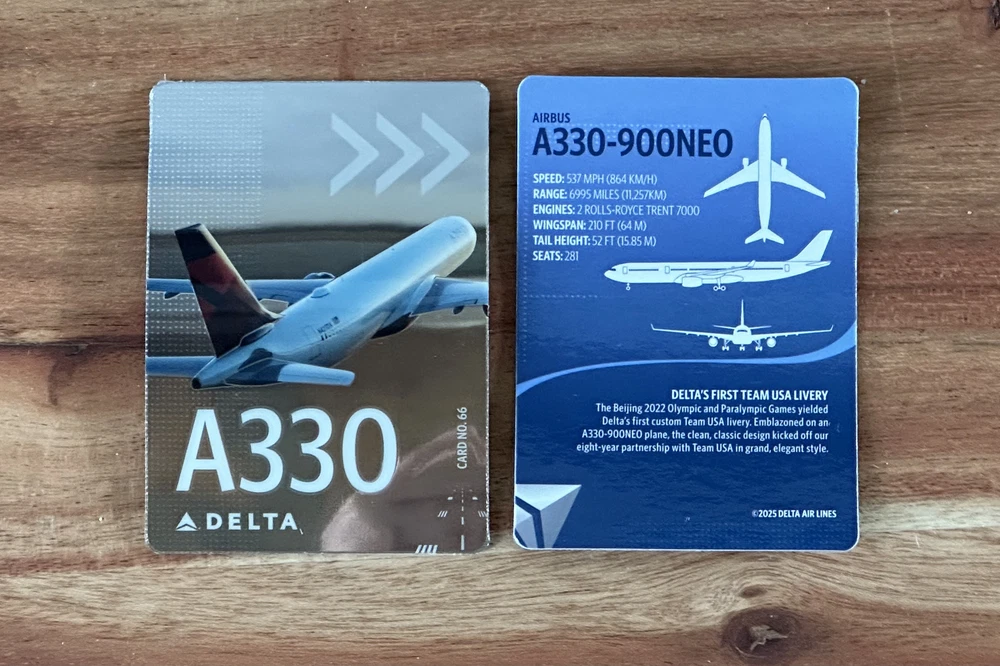 A330
CARD NO. 66
DELTA
AIRBUS
A330-900NEO
SPEED: 537 MPH (864 KM/H)
RANGE: 6995 MILES (11,257KM)
ENGINES: 2 ROLLS-ROYCE TRENT 7000
WINGSPAN: 210 FT (64 M)
TAIL HEIGHT: 52 FT (15.85 M)
SEATS: 281
DELTA'S FIRST TEAM USA LIVERY
The Beijing 2022 Olympic and Paralympic Games yielded
Delta's first custom Team USA livery. Emblazoned on an
A330-900NEO plane, the clean, classic design kicked off our
eight-year partnership with Team USA in grand, elegant style.
©2025 DELTA AIR LINES